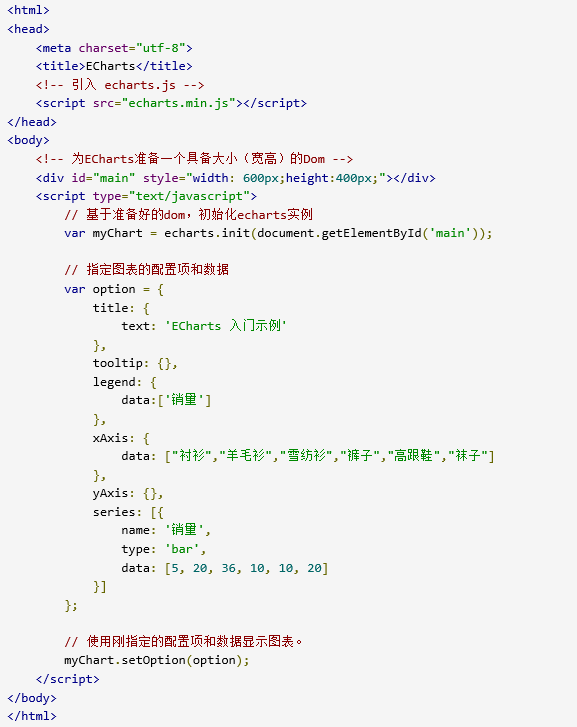 <html>
<head>
    <meta charset="utf-8">
    <title>ECharts</title>
    <!-- 引入 echarts.js -->
    <script src="echarts.min.js"></script>
</head>
<body>
    <!-- 为ECharts准备一个具备大小（宽高）的Dom -->
    <div id="main" style="width: 600px;height:400px;"></div>
    <script type="text/javascript">
        // 基于准备好的dom，初始化echarts实例
        var myChart = echarts.init(document.getElementById('main'));

        // 指定图表的配置项和数据
        var option = {
            title: {
                text: 'ECharts 入门示例'
            },
            tooltip: {},
            legend: {
                data:['销量']
            },
            xAxis: {
                data: ["衬衫","羊毛衫","雪纺衫","裤子","高跟鞋","袜子"]
            },
            yAxis: {},
            series: [{
                name: '销量',
                type: 'bar',
                data: [5, 20, 36, 10, 10, 20]
            }]
        };

        // 使用刚指定的配置项和数据显示图表。
        myChart.setOption(option);
    </script>
</body>
</html>